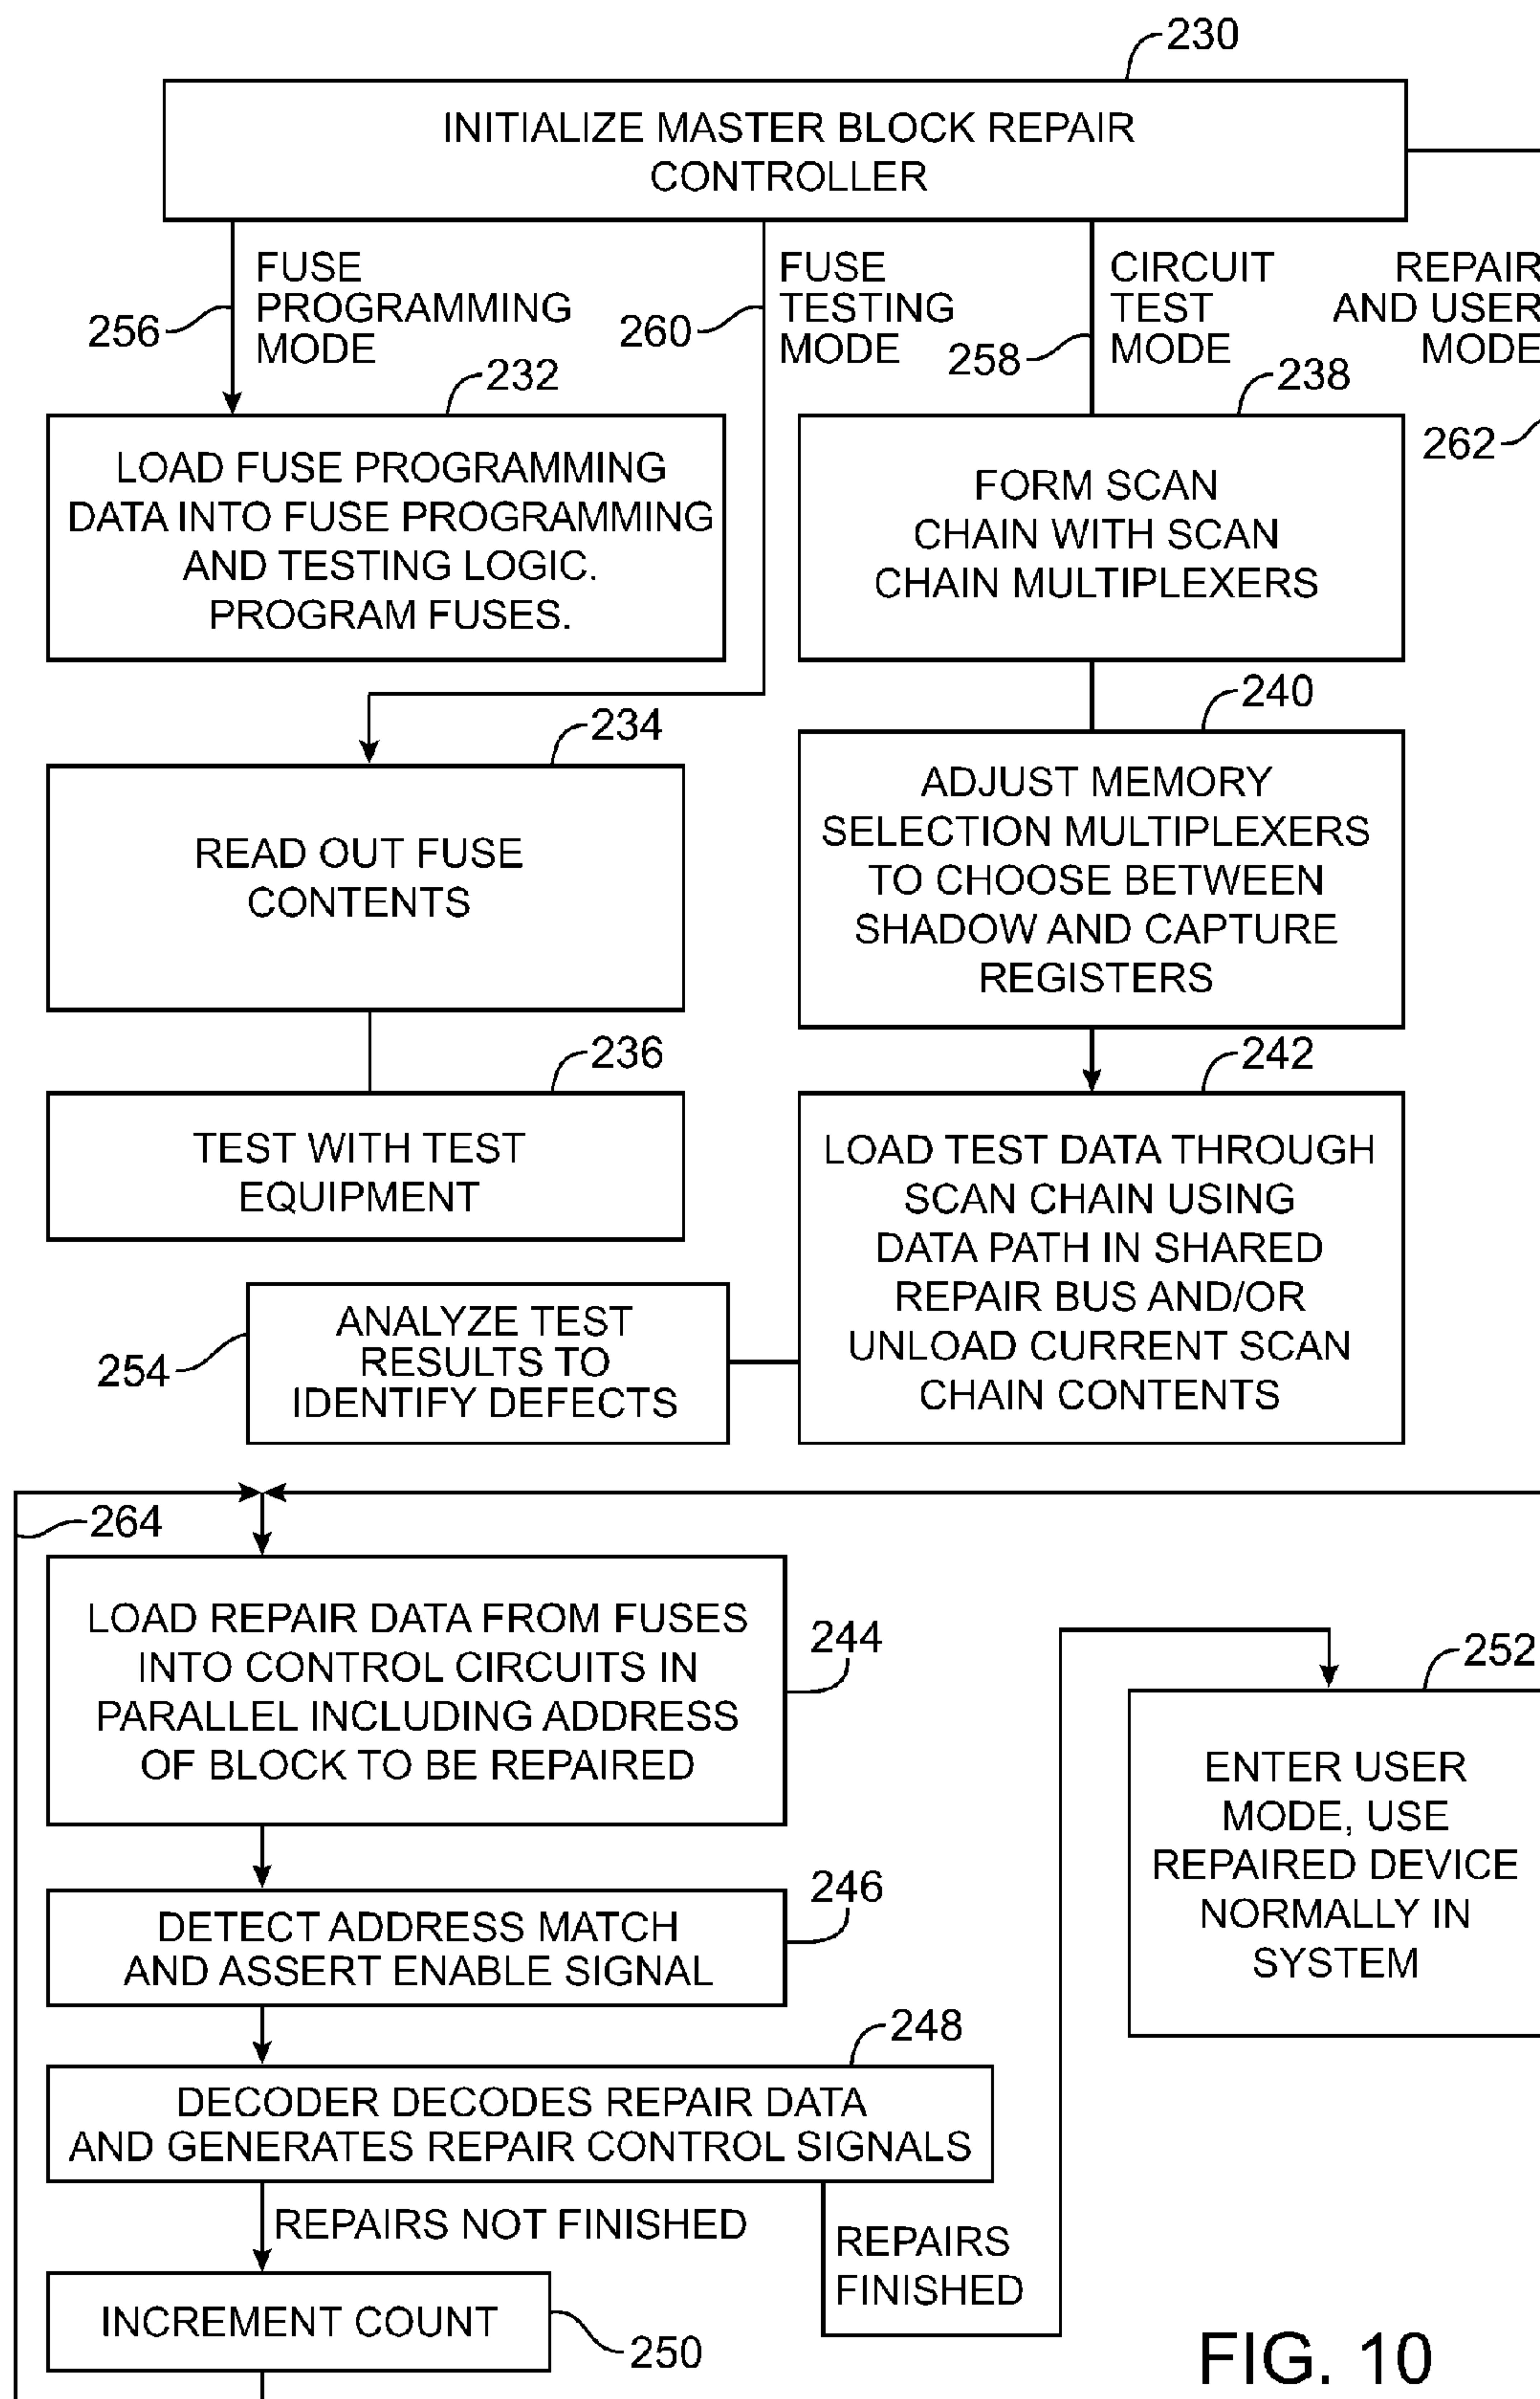 230
INITIALIZE MASTER BLOCK REPAIR
CONTROLLER
FUSE
PROGRAMMING
MODE
256
FUSE
TESTING
MODE
260
CIRCUIT
TEST
MODE
258
REPAIR
AND USER
MODE
262
232
LOAD FUSE PROGRAMMING
DATA INTO FUSE PROGRAMMING
AND TESTING LOGIC.
PROGRAM FUSES.
238
FORM SCAN
CHAIN WITH SCAN
CHAIN MULTIPLEXERS
234
READ OUT FUSE
CONTENTS
240
ADJUST MEMORY
SELECTION MULTIPLEXERS
TO CHOOSE BETWEEN
SHADOW AND CAPTURE
REGISTERS
236
TEST WITH TEST
EQUIPMENT
242
LOAD TEST DATA THROUGH
SCAN CHAIN USING
DATA PATH IN SHARED
REPAIR BUS AND/OR
UNLOAD CURRENT SCAN
CHAIN CONTENTS
254
ANALYZE TEST
RESULTS TO
IDENTIFY DEFECTS
264
LOAD REPAIR DATA FROM FUSES
INTO CONTROL CIRCUITS IN
PARALLEL INCLUDING ADDRESS
OF BLOCK TO BE REPAIRED
244
252
ENTER USER
MODE, USE
REPAIRED DEVICE
NORMALLY IN
SYSTEM
246
DETECT ADDRESS MATCH
AND ASSERT ENABLE SIGNAL
248
DECODER DECODES REPAIR DATA
AND GENERATES REPAIR CONTROL SIGNALS
REPAIRS NOT FINISHED
REPAIRS
FINISHED
INCREMENT COUNT
250
FIG. 10